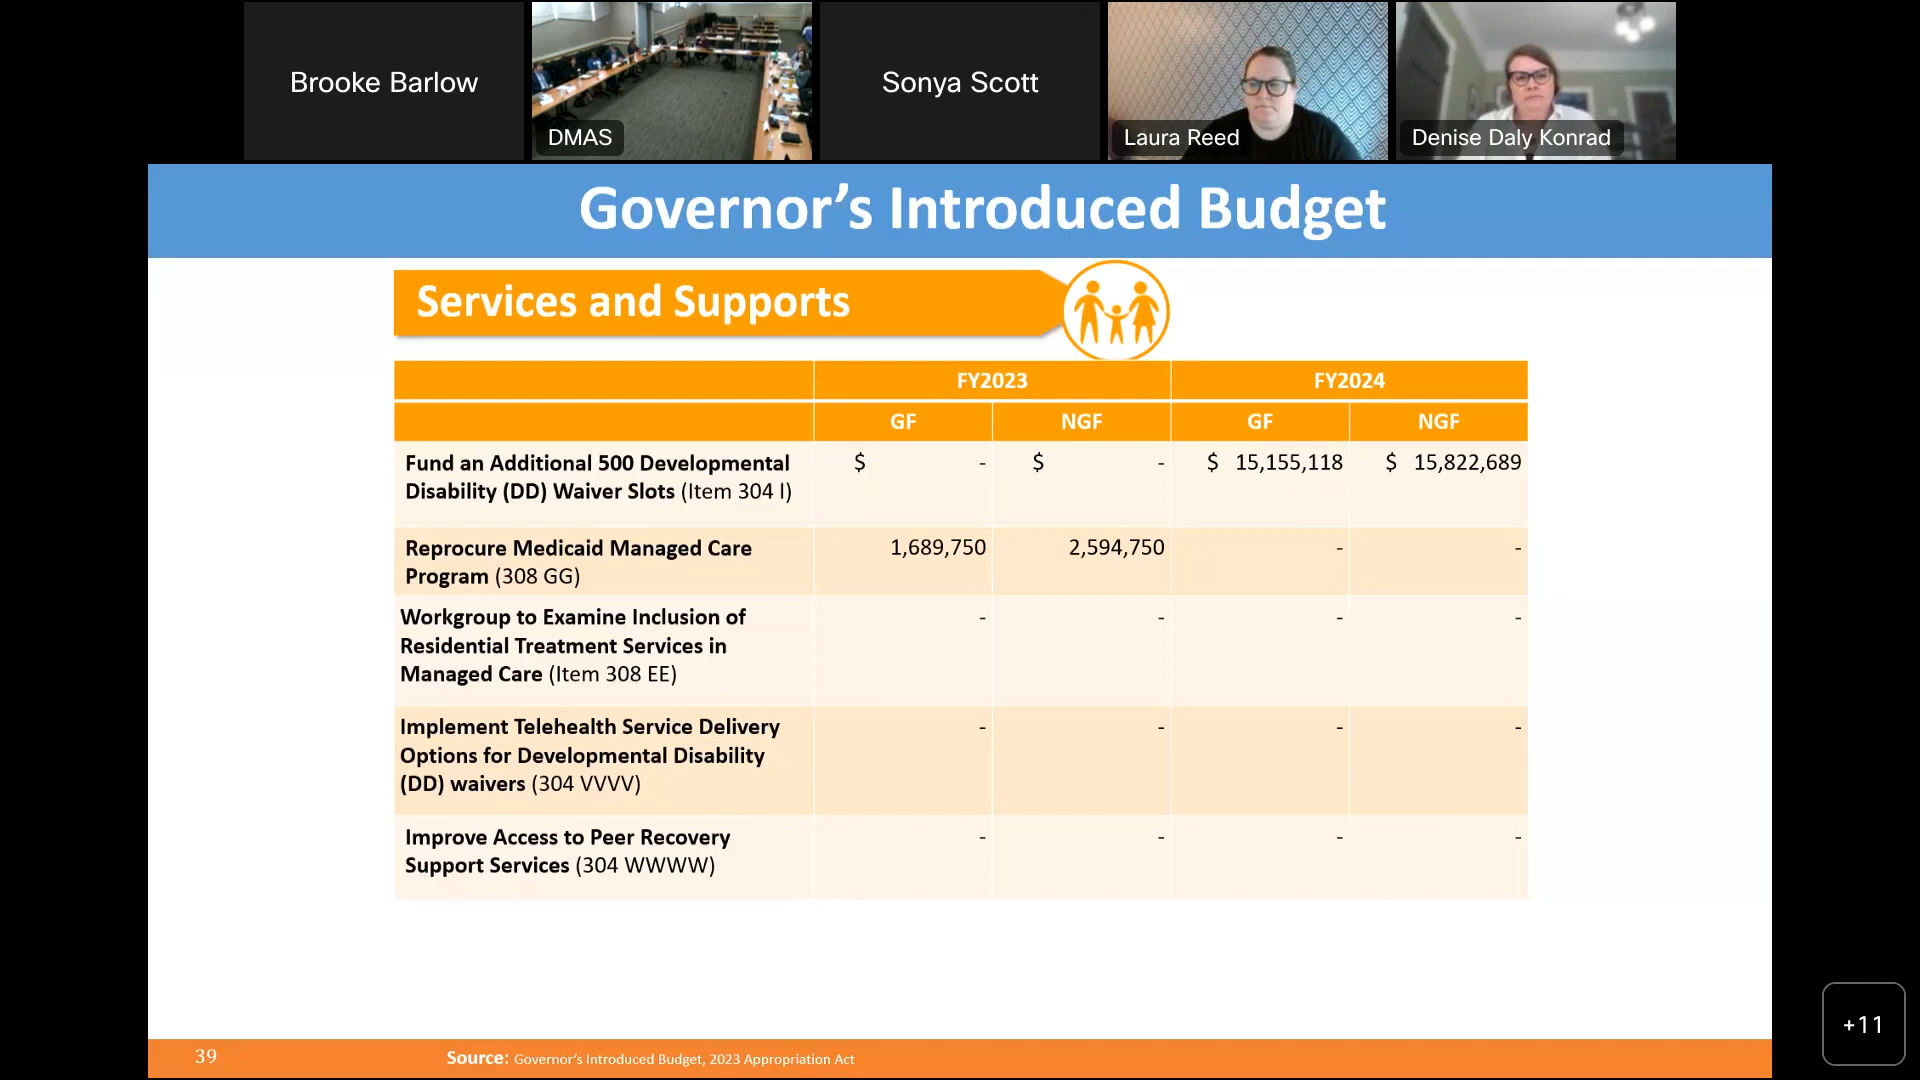 Brooke Barlow
DMAS
Sonya Scott
Laura Reed
Denise Daly Konrad
Governor’s Introduced Budget
Services and Supports
FY2023 FY2024
GF NGF GF NGF
Fund an Additional 500 Developmental $ - $ - $ 15,155,118 $ 15,822,689
Disability (DD) Waiver Slots (Item 304 I)
Reprocure Medicaid Managed Care 1,689,750 2,594,750 - -
Program (308 GG)
Workgroup to Examine Inclusion of - - - -
Residential Treatment Services in
Managed Care (Item 308 EE)
Implement Telehealth Service Delivery - - - -
Options for Developmental Disability
(DD) waivers (304 VVVV)
Improve Access to Peer Recovery - - - -
Support Services (304 WWWW)
39
Source: Governor’s Introduced Budget, 2023 Appropriation Act
+11